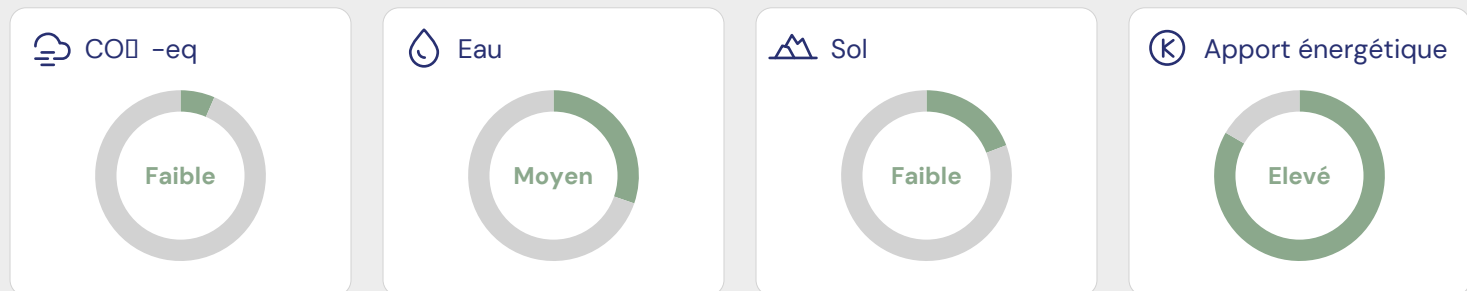 CO▯ -eq
Faible
Eau
Moyen
Sol
Faible
Apport énergétique
Elevé